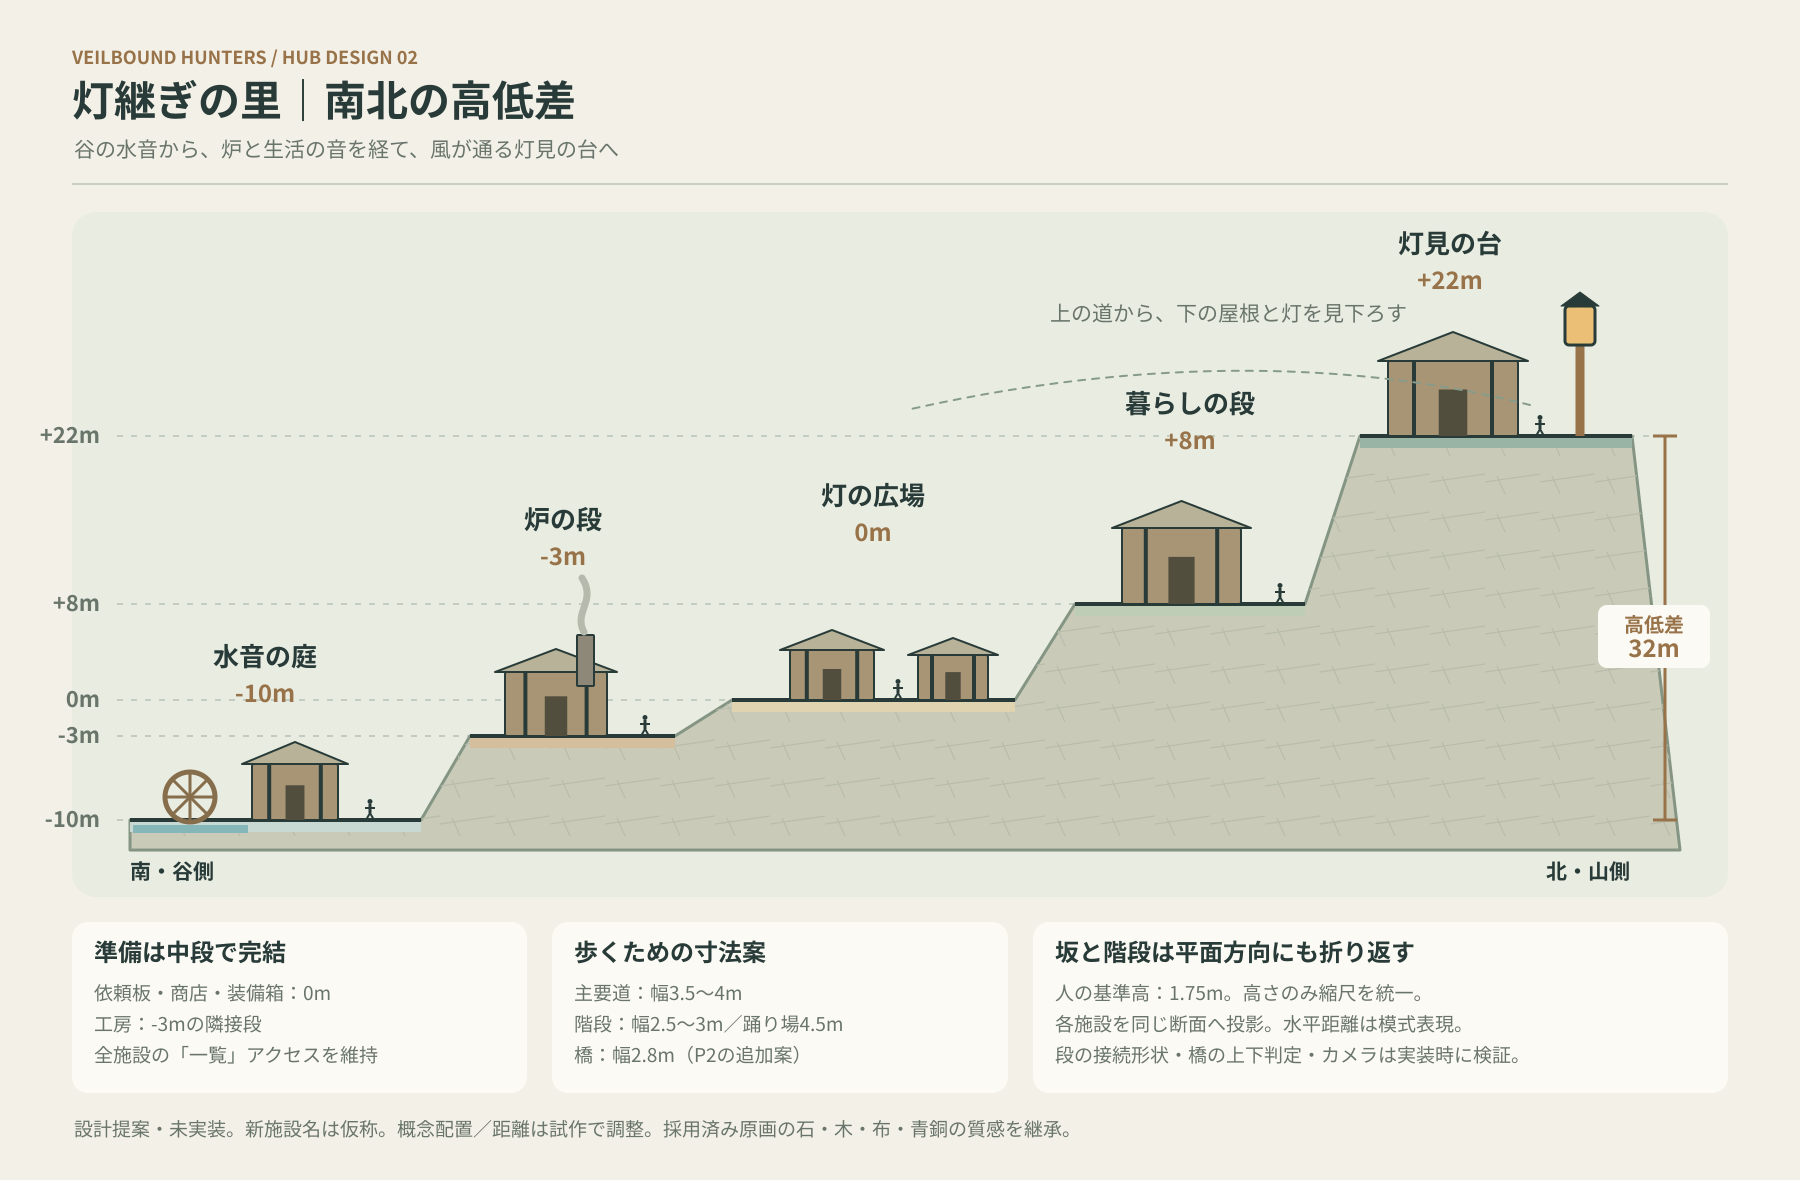 VEILBOUND HUNTERS / HUB DESIGN 02
灯継ぎの里｜南北の高低差
谷の水音から、炉と生活の音を経て、風が通る灯見の台へ
灯見の台
+22m
上の道から、下の屋根と灯を見下ろす
暮らしの段
+8m
灯の広場
0m
炉の段
-3m
水音の庭
-10m
+22m
+8m
0m
-3m
-10m
高低差
32m
南・谷側
北・山側
準備は中段で完結
依頼板・商店・装備箱：0m
工房：-3mの隣接段
全施設の「一覧」アクセスを維持
歩くための寸法案
主要道：幅3.5〜4m
階段：幅2.5〜3m／踊り場4.5m
橋：幅2.8m（P2の追加案）
坂と階段は平面方向にも折り返す
人の基準高：1.75m。高さのみ縮尺を統一。
各施設を同じ断面へ投影。水平距離は模式表現。
段の接続形状・橋の上下判定・カメラは実装時に検証。
設計提案・未実装。新施設名は仮称。概念配置／距離は試作で調整。採用済み原画の石・木・布・青銅の質感を継承。